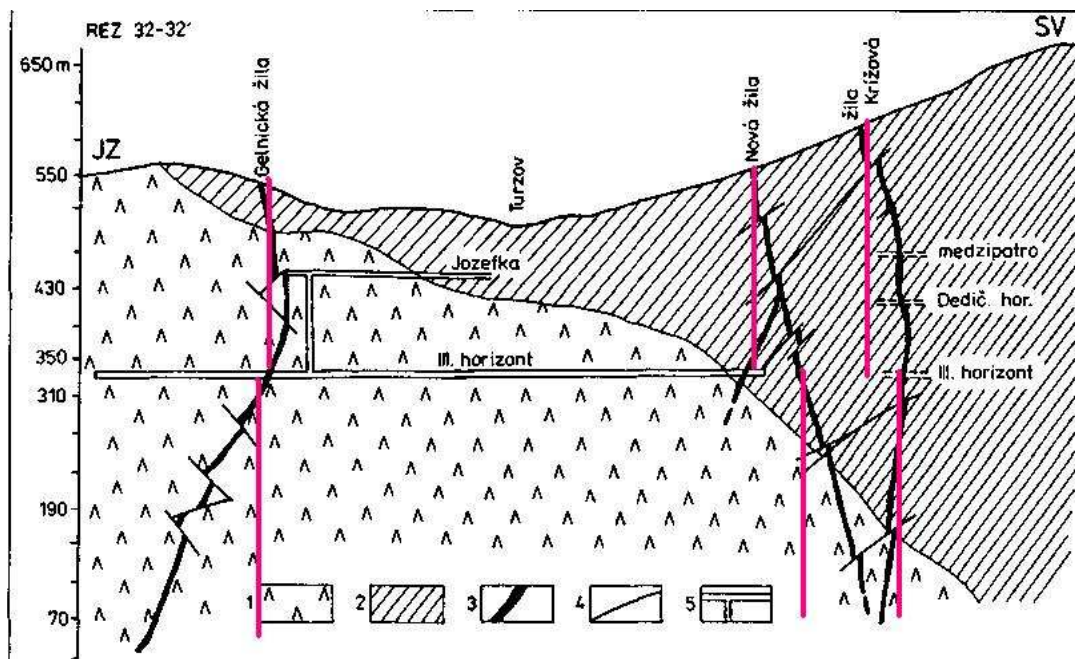 REZ 32-32'
SV
650 m
JZ
Gelnická žila
Turzov
Nová žila
žila
Krížová
550
medzipatro
Jozefka
430
Dedič. hor.
350
III. horizont
III. horizont
310
190
70
1
2
3
4
5